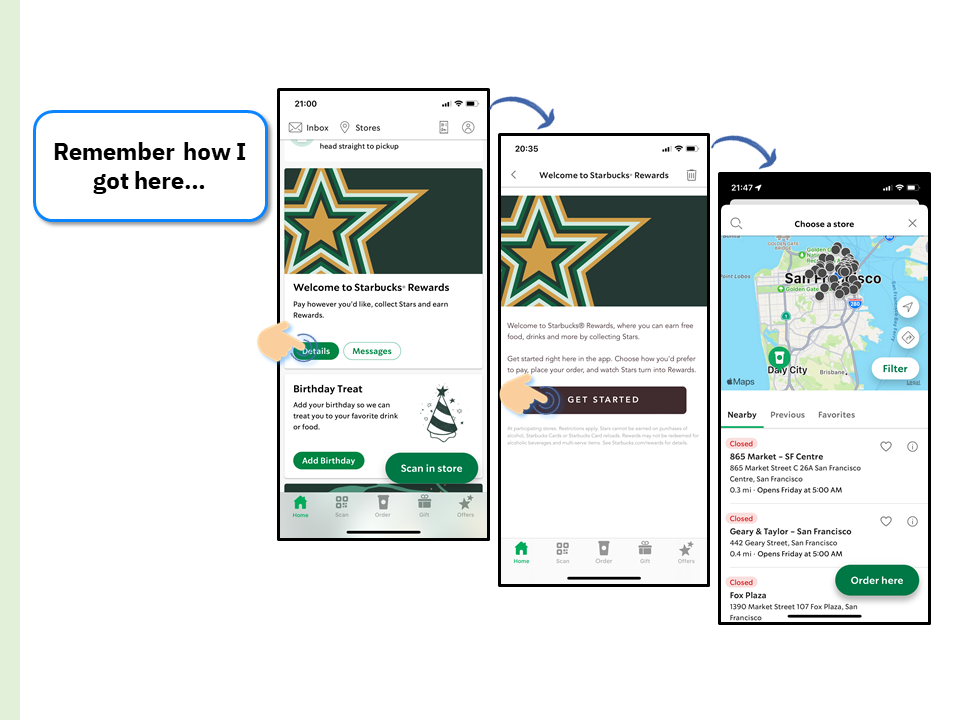 Remember how I
got here...
21:00
Inbox
Stores
head straight to pickup
Welcome to Starbucks® Rewards
Pay however you'd like, collect Stars and earn
Rewards.
Details
Messages
Birthday Treat
Add your birthday so we can
treat you to your favorite drink
or food.
Add Birthday
Scan in store
Home
Scan
Order
Gift
Offers
20:35
Welcome to Starbucks® Rewards
Welcome to Starbucks® Rewards, where you can earn free
food, drinks and more by collecting Stars.
Get started right here in the app. Choose how you'd prefer
to pay, place your order, and watch Stars turn into Rewards.
GET STARTED
At participating stores. Restrictions apply. Stars cannot be earned on purchases of
alcohol, Starbucks Cards or Starbucks Card reloads. Rewards may not be redeemed for
alcoholic beverages and multi-serve items. See Starbucks.com/rewards for details.
Home
Scan
Order
Gift
Offers
21:47
Choose a store
GOLDEN GATE
BRIDGE
Golden
Point Lobos
San Francisco
Golden Gate
280
1
San Francisco Bay Ferry
Daly City
Brisbane
Maps
Legal
Filter
Nearby
Previous
Favorites
Closed
865 Market – SF Centre
865 Market Street C 26A San Francisco
Centre, San Francisco
0.3 mi · Opens Friday at 5:00 AM
Closed
Geary & Taylor – San Francisco
442 Geary Street, San Francisco
0.4 mi · Opens Friday at 5:00 AM
Closed
Fox Plaza
1390 Market Street 107 Fox Plaza, San
Francisco
Order here